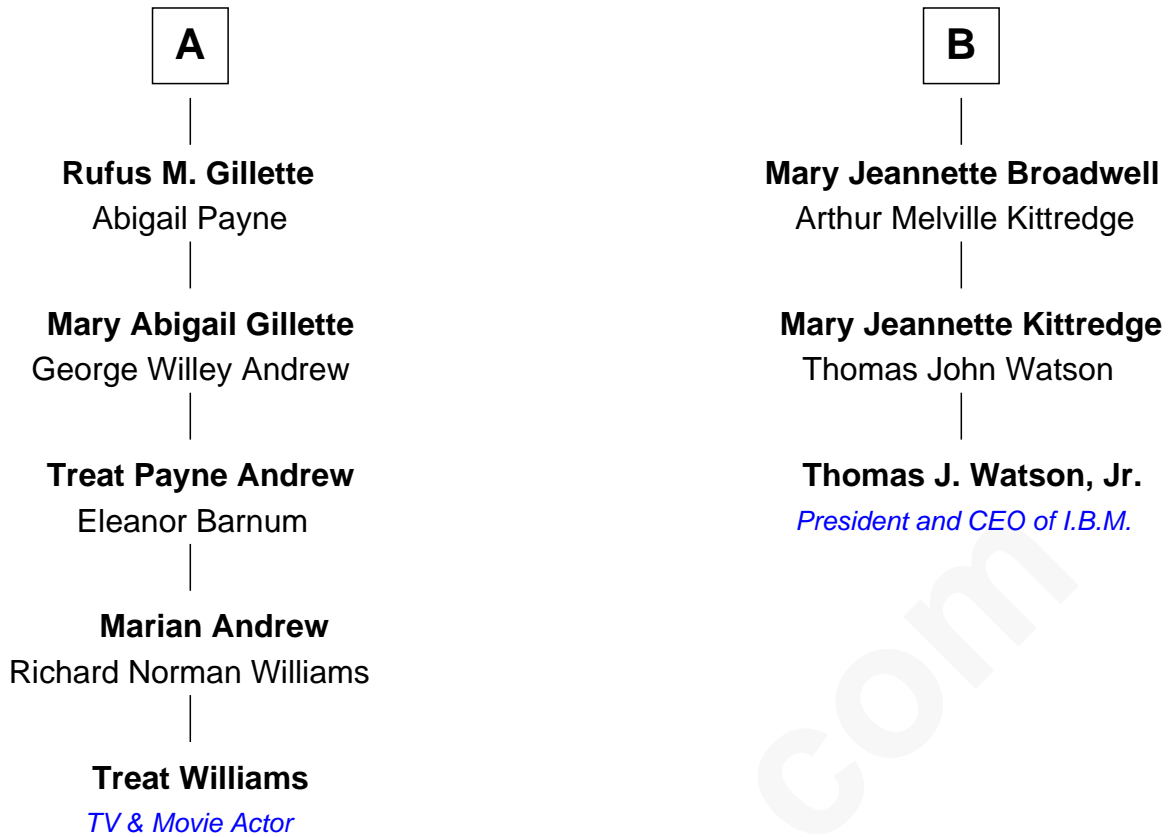 A
Rufus M. Gillette
Abigail Payne
Mary Abigail Gillette
George Willey Andrew
Treat Payne Andrew
Eleanor Barnum
Marian Andrew
Richard Norman Williams
Treat Williams
TV & Movie Actor
B
Mary Jeannette Broadwell
Arthur Melville Kittredge
Mary Jeannette Kittredge
Thomas John Watson
Thomas J. Watson, Jr.
President and CEO of I.B.M.
com